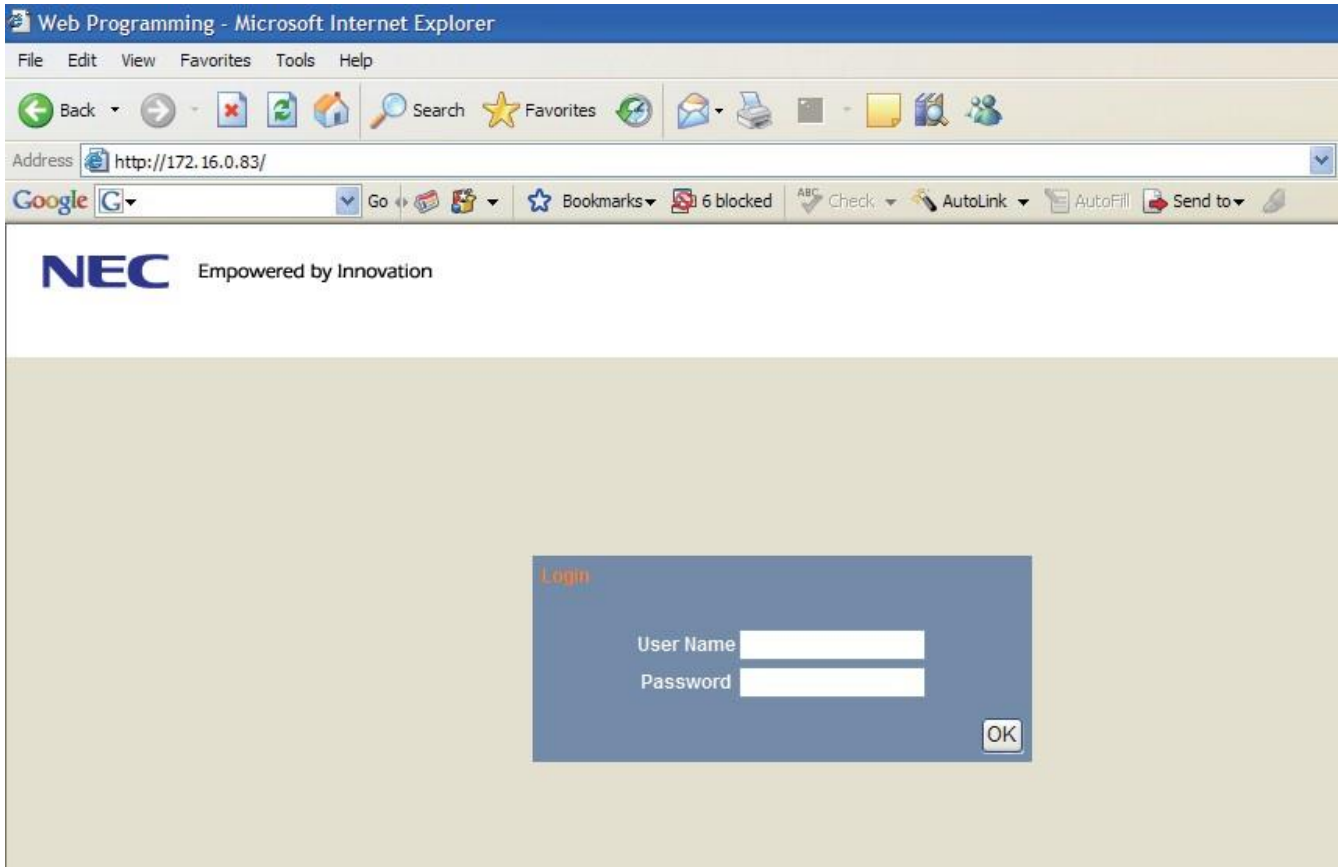 Web Programming - Microsoft Internet Explorer
File Edit View Favorites Tools Help
Back Search Favorites
Address http://172.16.0.83/
Google G Go Bookmarks 6 blocked ABC Check AutoLink AutoFill Send to
NEC Empowered by Innovation
Login
User Name
Password
OK